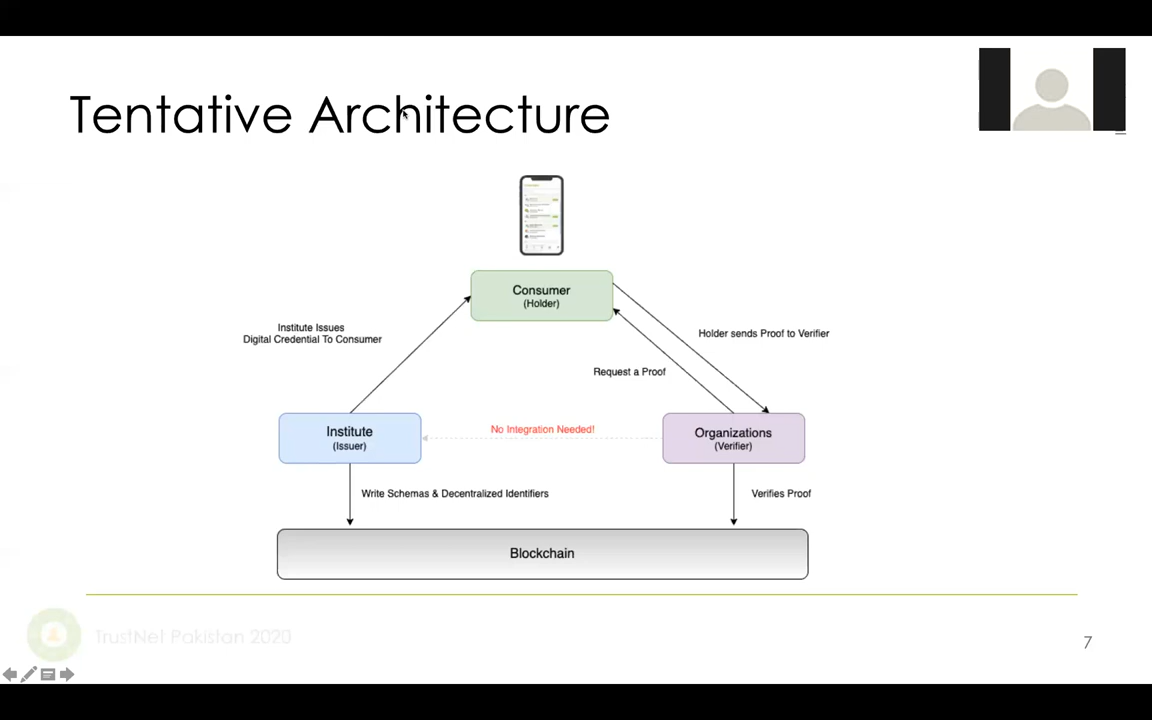 Tentative Architecture
Consumer
(Holder)
Institute Issues
Digital Credential To Consumer
Holder sends Proof to Verifier
Request a Proof
No Integration Needed!
Institute
(Issuer)
Organizations
(Verifier)
Write Schemas & Decentralized Identifiers
Verifies Proof
Blockchain
TrustNet Pakistan 2020
7